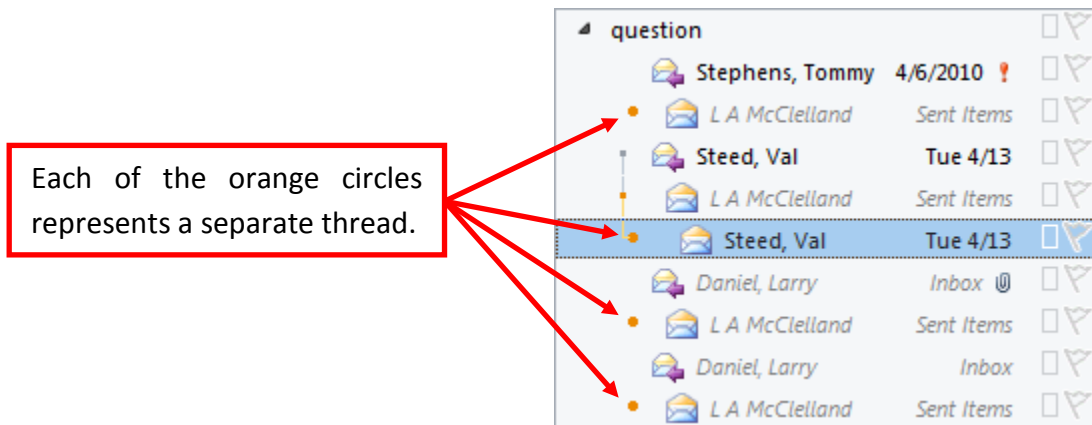 question
Stephens, Tommy 4/6/2010
L A McClelland Sent Items
Steed, Val Tue 4/13
L A McClelland Sent Items
Each of the orange circles
represents a separate thread.
Steed, Val Tue 4/13
Daniel, Larry Inbox
L A McClelland Sent Items
Daniel, Larry Inbox
L A McClelland Sent Items